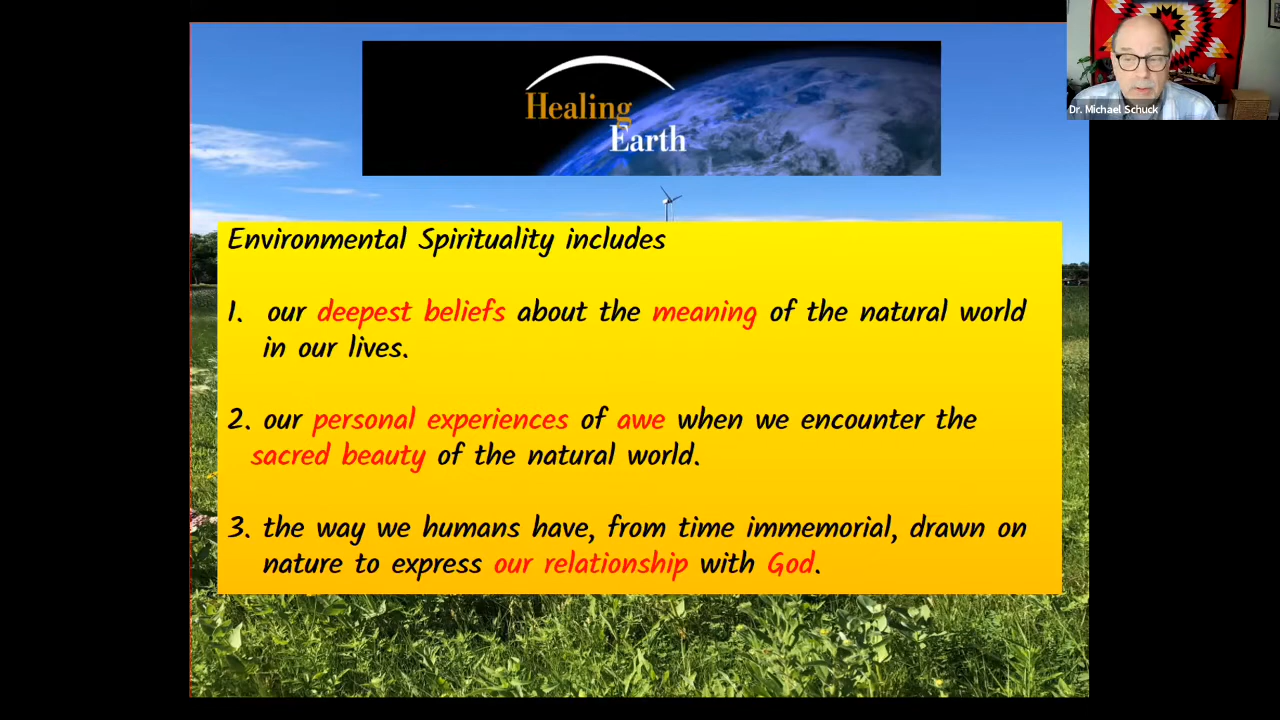 Dr. Michael Schuck
Healing
Earth
Environmental Spirituality includes
1. our deepest beliefs about the meaning of the natural world
in our lives.
2. our personal experiences of awe when we encounter the
sacred beauty of the natural world.
3. the way we humans have, from time immemorial, drawn on
nature to express our relationship with God.